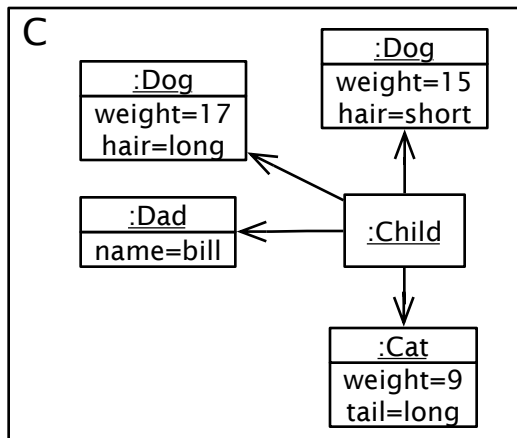 C
:Dog
weight=17
hair=long
:Dog
weight=15
hair=short
:Dad
name=bill
:Child
:Cat
weight=9
tail=long